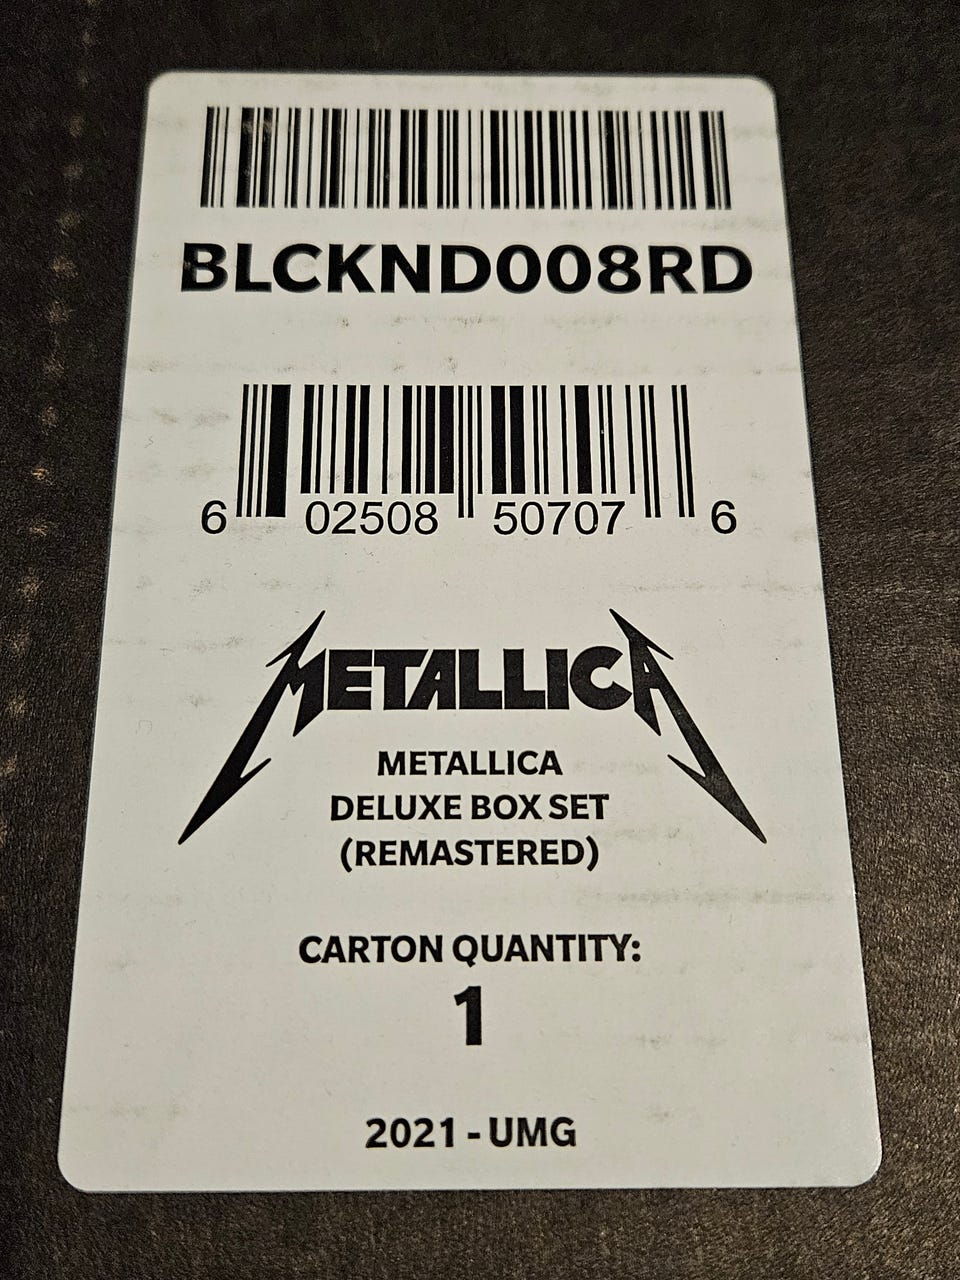 BLCKND008RD
6 02508 50707 6
METALLICA
METALLICA
DELUXE BOX SET
(REMASTERED)
CARTON QUANTITY:
1
2021 - UMG